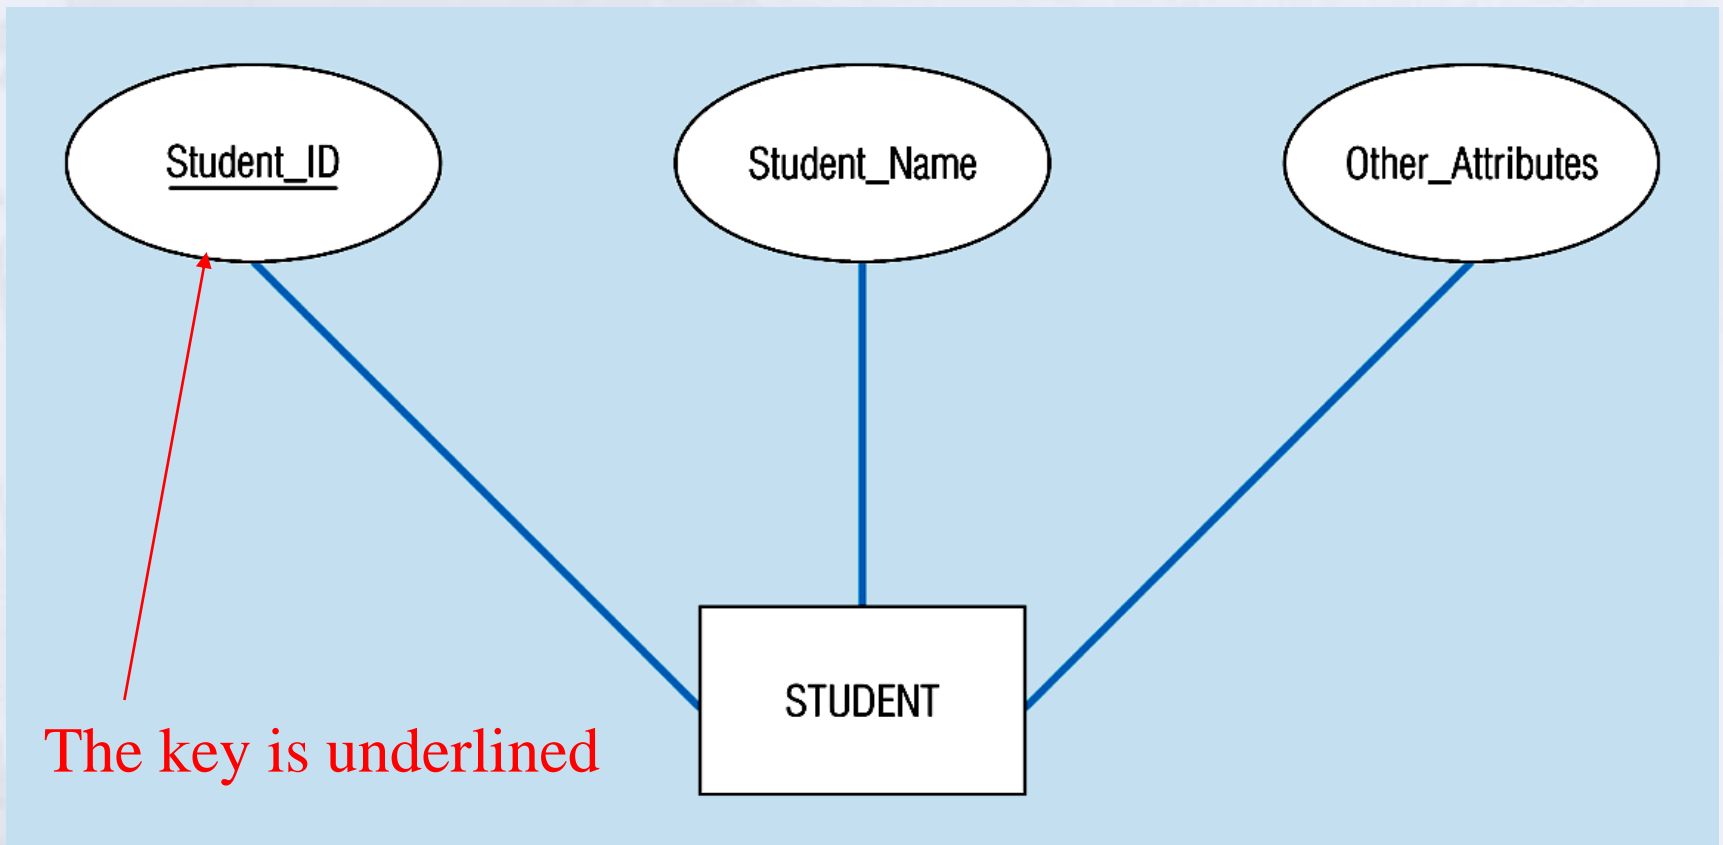 Student_ID
Student_Name
Other_Attributes
STUDENT
The key is underlined